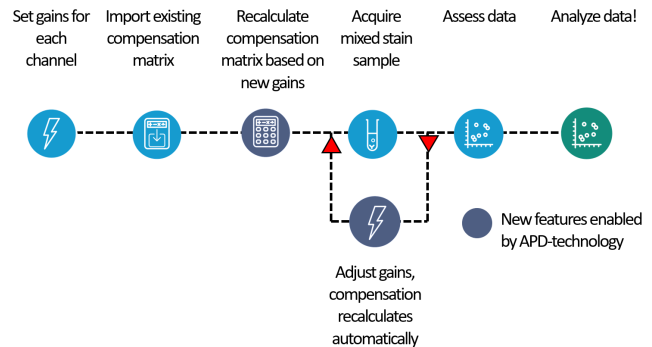 Set gains for
each
channel
Import existing
compensation
matrix
Recalculate
compensation
matrix based on
new gains
Acquire
mixed stain
sample
Assess data
Analyze data!
New features enabled
by APD-technology
Adjust gains,
compensation
recalculates
automatically